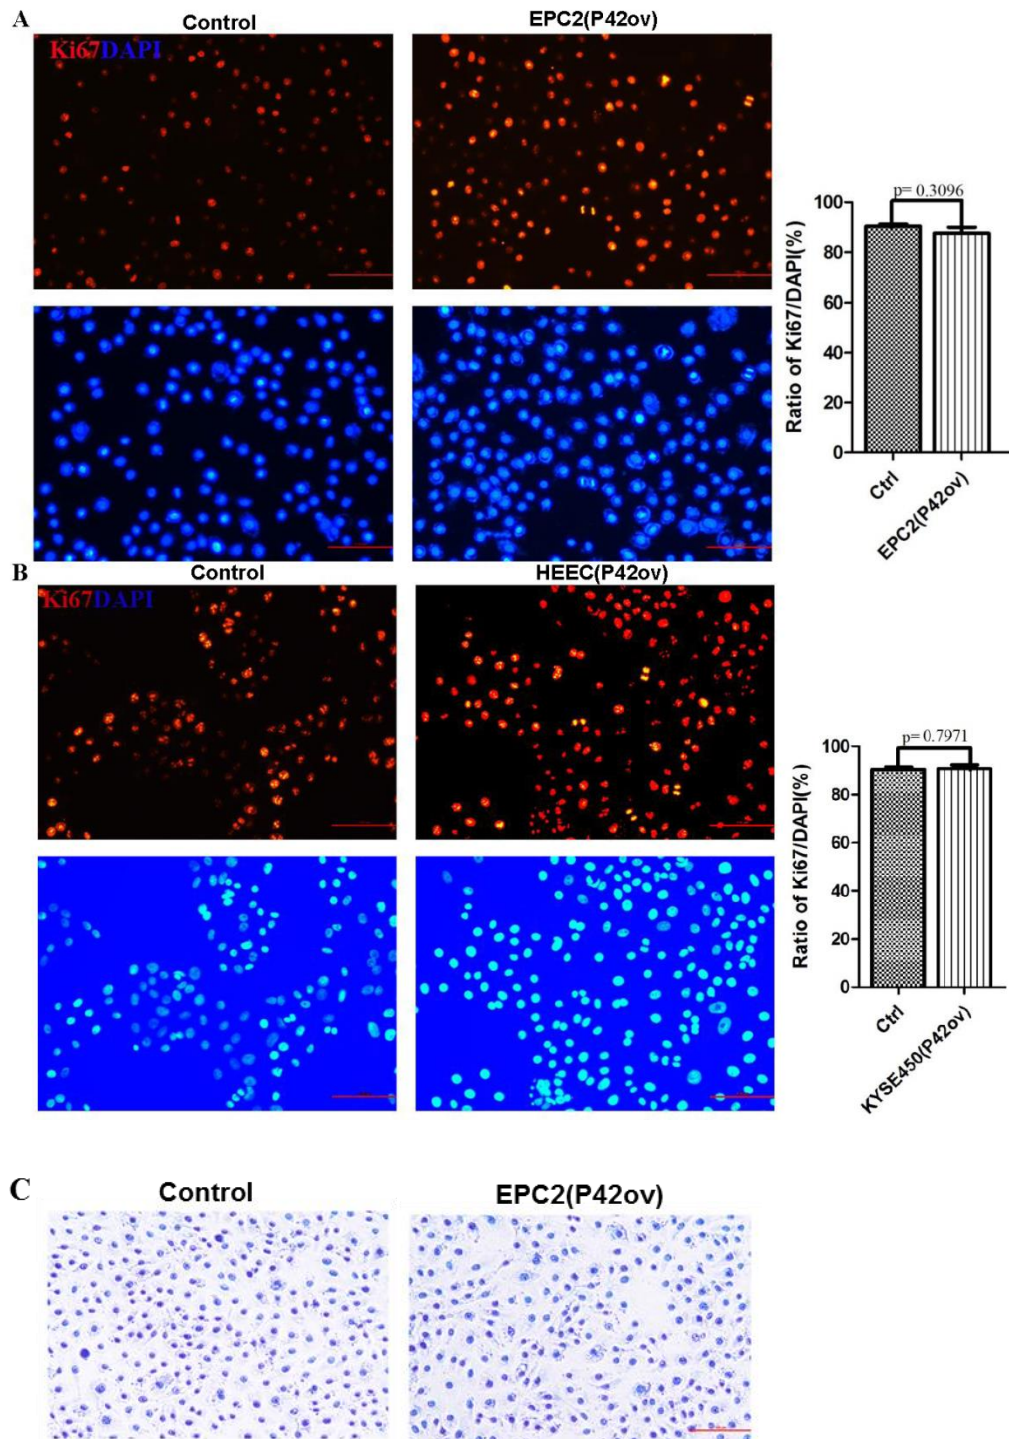 A
Control
EPC2(P42ov)
Ki67DAPI
p= 0.3096
Ratio of Ki67/DAPI(%)
100
80
60
40
20
0
Ctrl
EPC2(P42ov)
B
Control
HEEC(P42ov)
Ki67DAPI
p= 0.7971
Ratio of Ki67/DAPI(%)
100
80
60
40
20
0
Ctrl
KYSE450(P42ov)
C
Control
EPC2(P42ov)